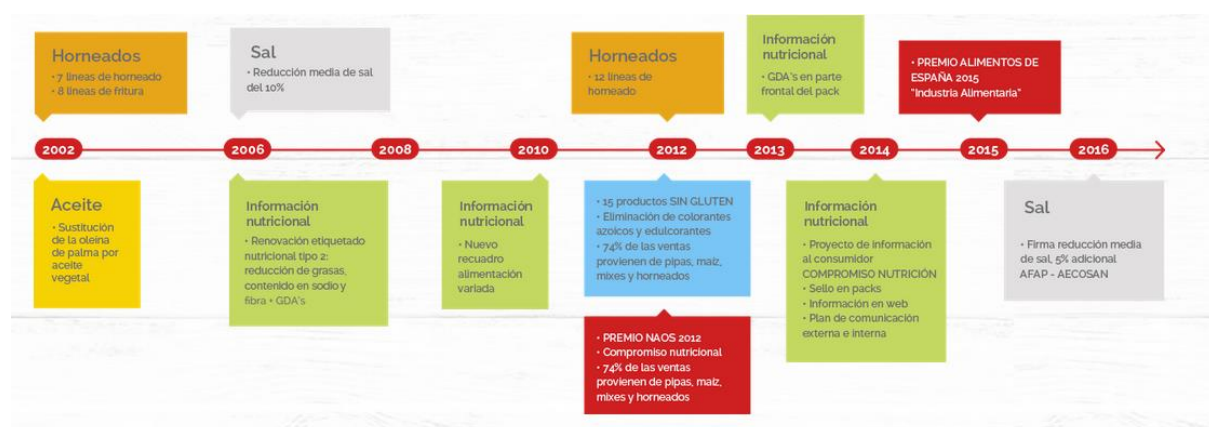 Horneados
• 7 líneas de horneado
• 8 líneas de fritura
Sal
• Reducción media de sal
del 10%
Horneados
• 12 líneas de
horneado
Información
nutricional
• GDA's en parte
frontal del pack
• PREMIO ALIMENTOS DE
ESPAÑA 2015
"Industria Alimentaria"
2002
2006
2008
2010
2012
2013
2014
2015
2016
Aceite
• Sustitución
de la oleína
de palma por
aceite
vegetal
Información
nutricional
• Renovación etiquetado
nutricional tipo 2:
reducción de grasas,
contenido en sodio y
fibra • GDA's
Información
nutricional
• Nuevo
recuadro
alimentación
variada
• 15 productos SIN GLUTEN
• Eliminación de colorantes
azoicos y edulcorantes
• 74% de las ventas
provienen de pipas, maíz,
mixes y horneados
• PREMIO NAOS 2012
• Compromiso nutricional
• 74% de las ventas
provienen de pipas, maíz,
mixes y horneados
Información
nutricional
• Proyecto de información
al consumidor
COMPROMISO NUTRICIÓN
• Sello en packs
• Información en web
• Plan de comunicación
externa e interna
Sal
• Firma reducción media
de sal, 5% adicional
AFAP - AECOSAN